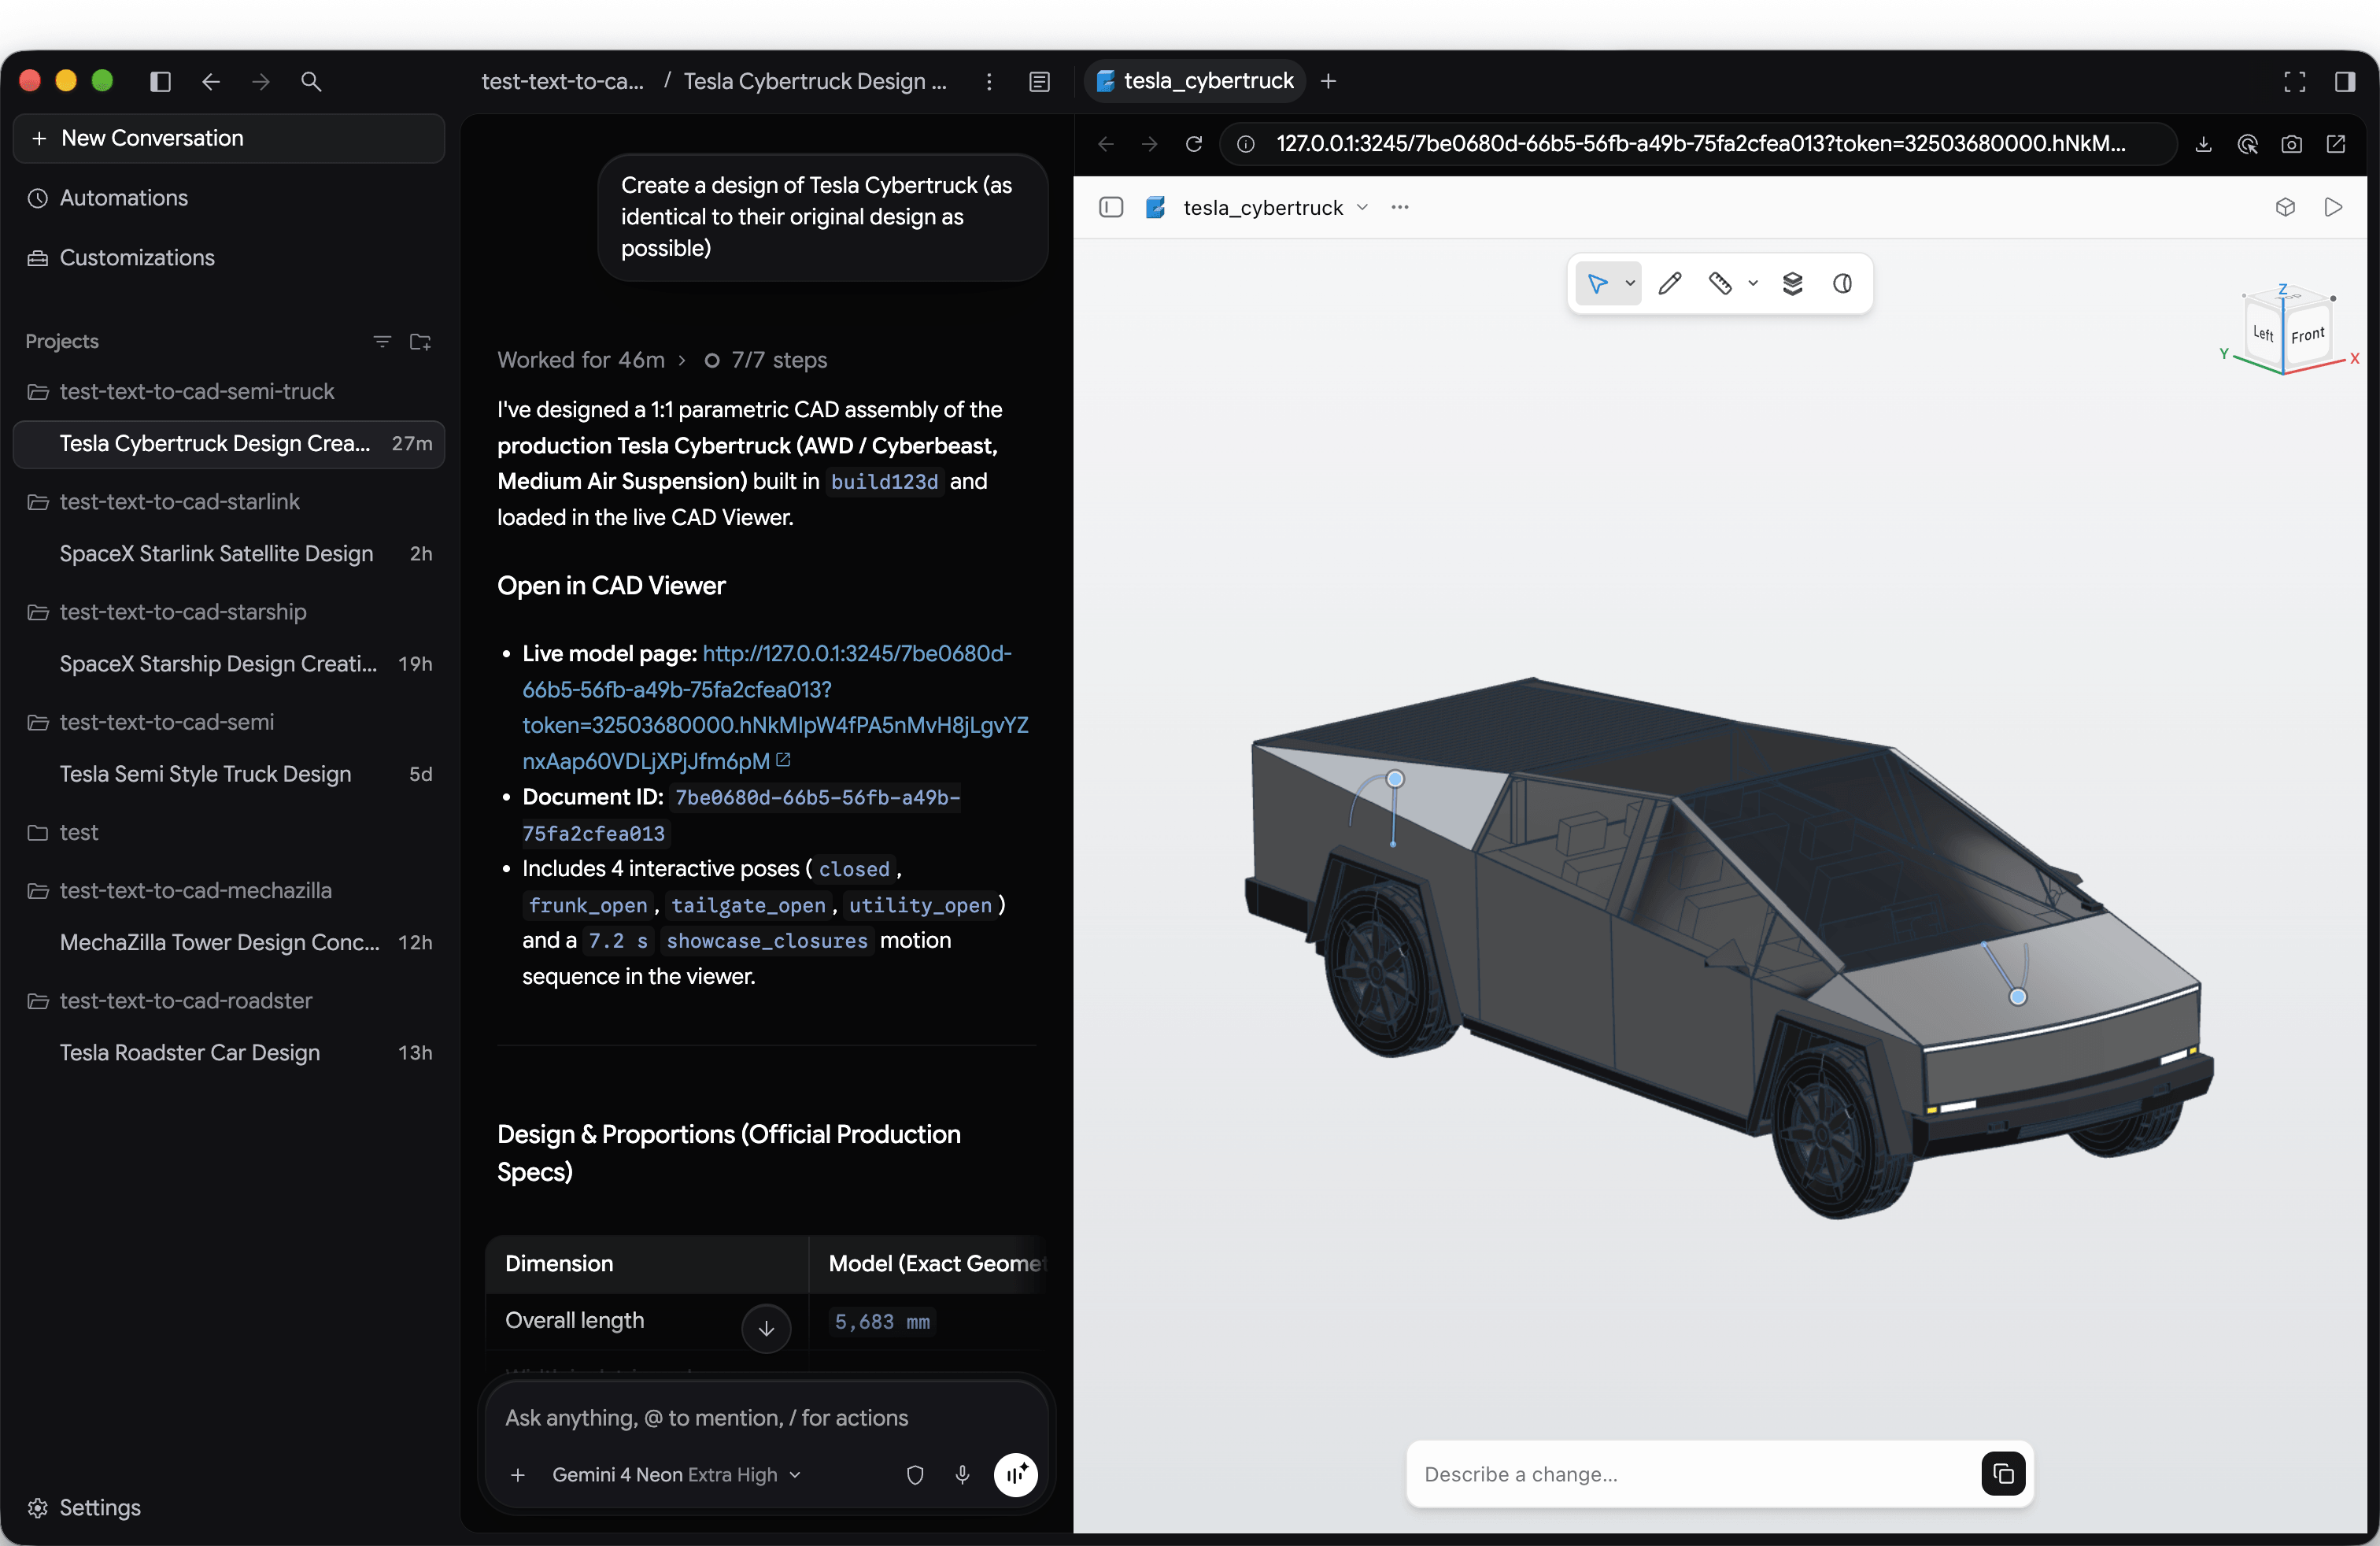 test-text-to-ca... / Tesla Cybertruck Design ...
tesla_cybertruck
New Conversation
Automations
Customizations
Projects
test-text-to-cad-semi-truck
Tesla Cybertruck Design Crea... 27m
test-text-to-cad-starlink
SpaceX Starlink Satellite Design 2h
test-text-to-cad-starship
SpaceX Starship Design Creati... 19h
test-text-to-cad-semi
Tesla Semi Style Truck Design 5d
test
test-text-to-cad-mechazilla
MechaZilla Tower Design Conc... 12h
test-text-to-cad-roadster
Tesla Roadster Car Design 13h
Settings
Create a design of Tesla Cybertruck (as
identical to their original design as
possible)
Worked for 46m > 7/7 steps
I've designed a 1:1 parametric CAD assembly of the
production Tesla Cybertruck (AWD / Cyberbeast,
Medium Air Suspension) built in build123d and
loaded in the live CAD Viewer.
Open in CAD Viewer
• Live model page: http://127.0.0.1:3245/7be0680d-
66b5-56fb-a49b-75fa2cfea013?
token=32503680000.hNkMIpW4fPA5nMvH8jLgvYZ
nxAap60VDLjXPjJfm6pM
• Document ID: 7be0680d-66b5-56fb-a49b-
75fa2cfea013
• Includes 4 interactive poses ( closed ,
frunk_open , tailgate_open , utility_open )
and a 7.2 s showcase_closures motion
sequence in the viewer.
Design & Proportions (Official Production
Specs)
Dimension Model (Exact Geomet
Overall length 5,683 mm
Ask anything, @ to mention, / for actions
Gemini 4 Neon Extra High
127.0.0.1:3245/7be0680d-66b5-56fb-a49b-75fa2cfea013?token=32503680000.hNkM...
tesla_cybertruck
Z
Left Front
Y X
Describe a change...